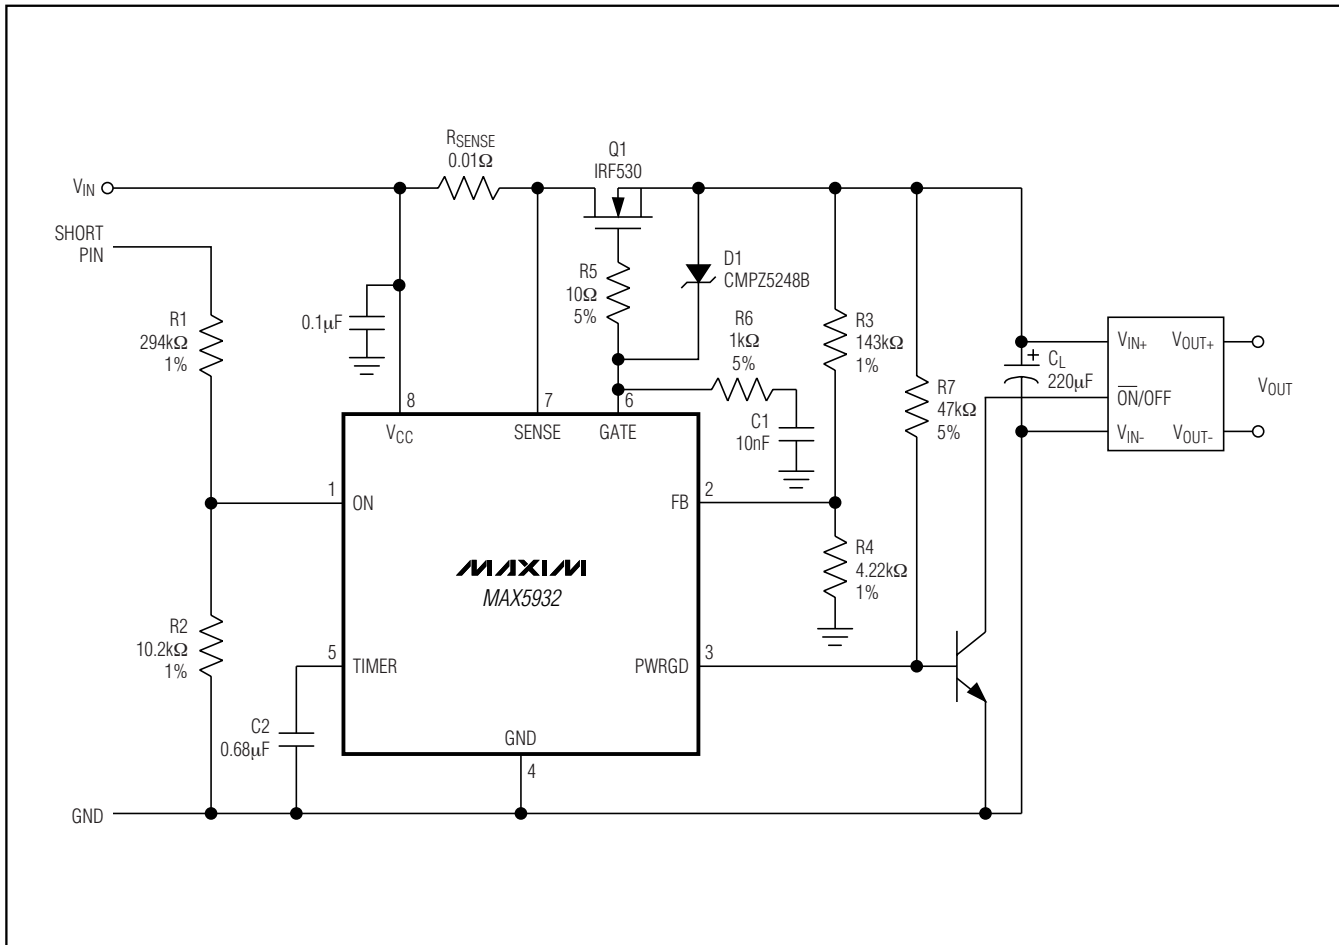 RSENSE
0.01Ω
Q1
IRF530
VIN
SHORT
PIN
R5
10Ω
5%
D1
CMPZ5248B
R1
294kΩ
1%
0.1µF
R6
1kΩ
5%
R3
143kΩ
1%
VIN+
VOUT+
CL
220µF
+
ON/OFF
VOUT
VIN-
VOUT-
R7
47kΩ
5%
8
7
6
VCC
SENSE
GATE
C1
10nF
1
ON
2
FB
MAXIM
MAX5932
R4
4.22kΩ
1%
R2
10.2kΩ
1%
5
TIMER
3
PWRGD
C2
0.68µF
GND
4
GND